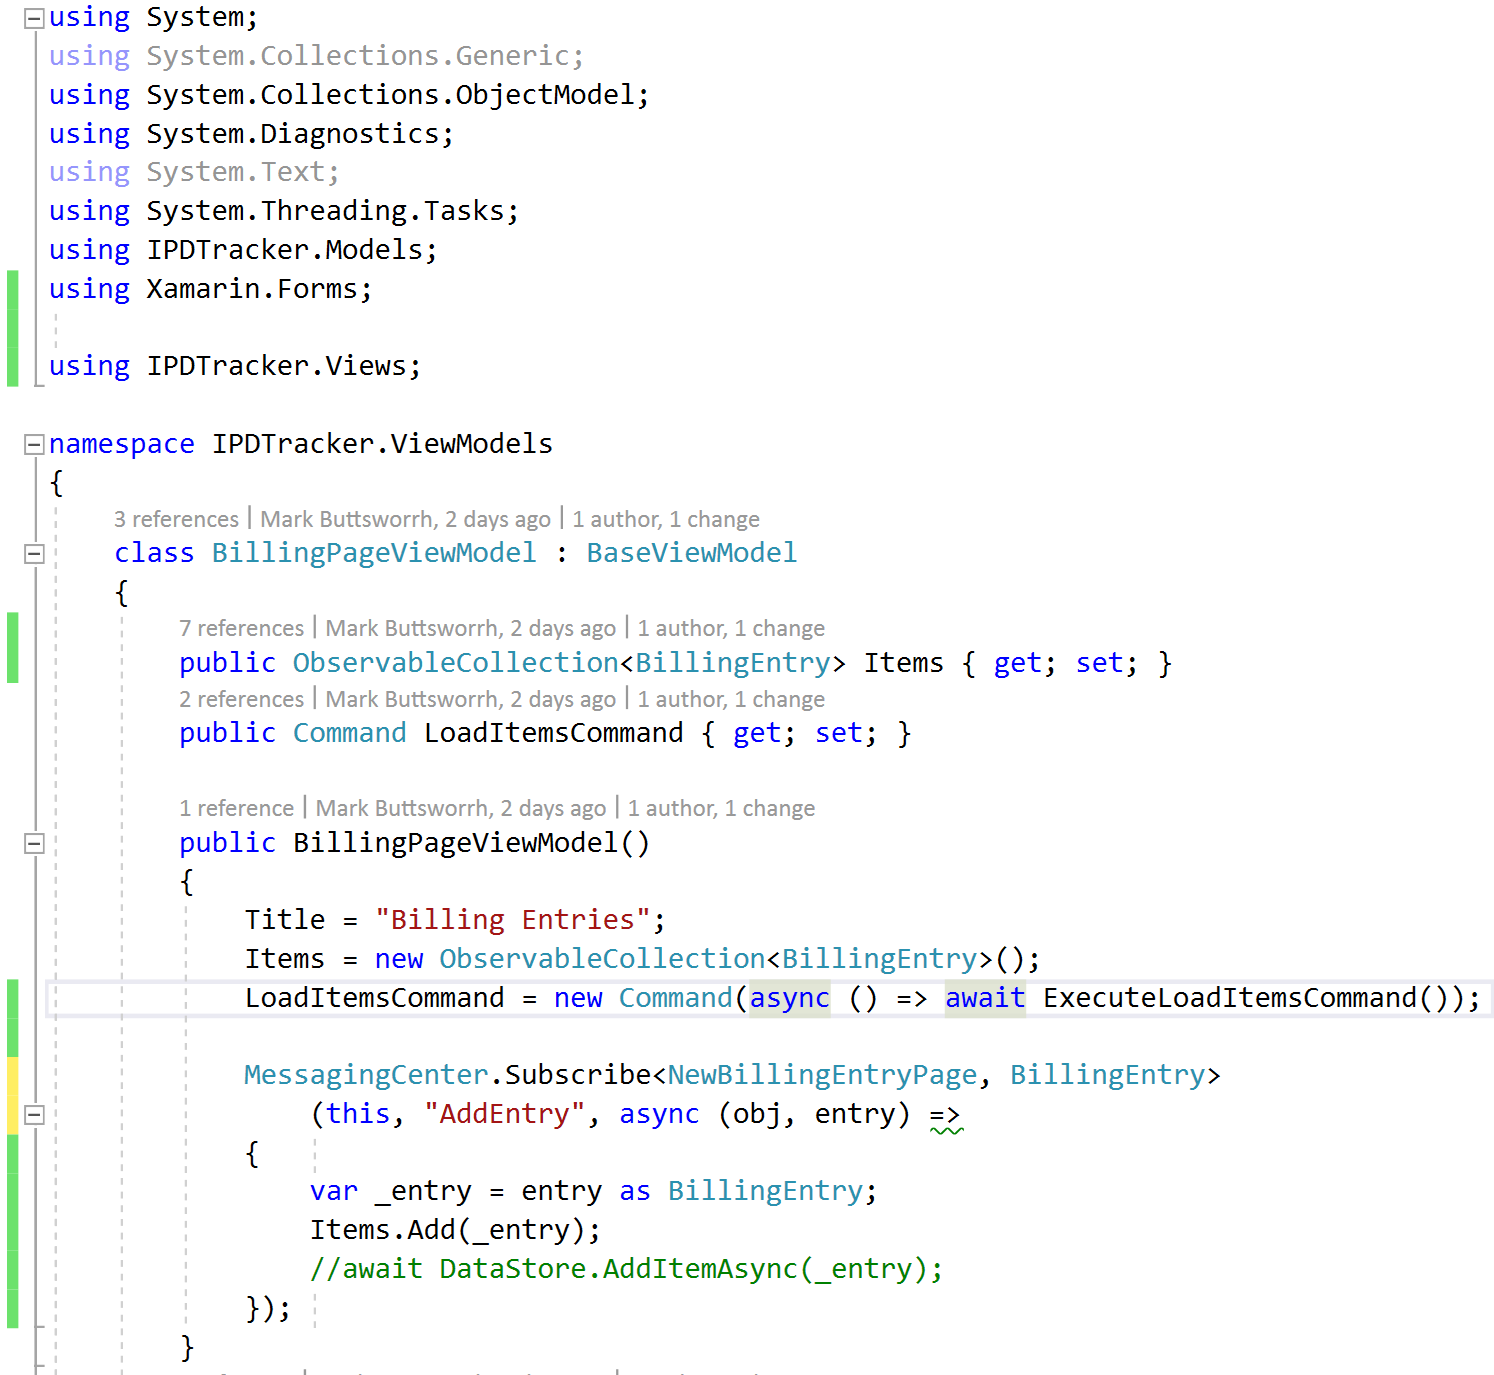 using System;
using System.Collections.Generic;
using System.Collections.ObjectModel;
using System.Diagnostics;
using System.Text;
using System.Threading.Tasks;
using IPDTracker.Models;
using Xamarin.Forms;
using IPDTracker.Views;
namespace IPDTracker.ViewModels
{
3 references | Mark Buttsworrh, 2 days ago | 1 author, 1 change
class BillingPageViewModel : BaseViewModel
{
7 references | Mark Buttsworrh, 2 days ago | 1 author, 1 change
public ObservableCollection<BillingEntry> Items { get; set; }
2 references | Mark Buttsworrh, 2 days ago | 1 author, 1 change
public Command LoadItemsCommand { get; set; }
1 reference | Mark Buttsworrh, 2 days ago | 1 author, 1 change
public BillingPageViewModel()
{
Title = "Billing Entries";
Items = new ObservableCollection<BillingEntry>();
LoadItemsCommand = new Command(async () => await ExecuteLoadItemsCommand());
MessagingCenter.Subscribe<NewBillingEntryPage, BillingEntry>
(this, "AddEntry", async (obj, entry) =>
{
var _entry = entry as BillingEntry;
Items.Add(_entry);
//await DataStore.AddItemAsync(_entry);
});
}